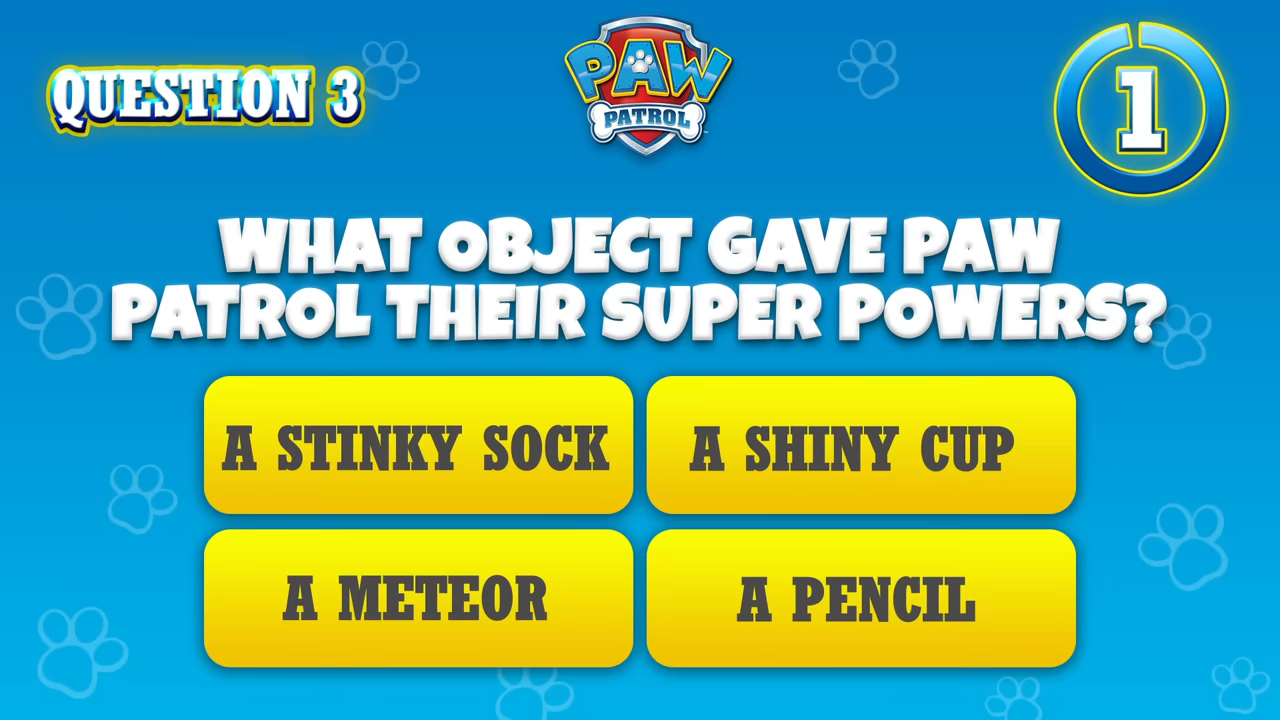 QUESTION 3
PAW
PATROL
1
WHAT OBJECT GAVE PAW
PATROL THEIR SUPER POWERS?
A STINKY SOCK
A SHINY CUP
A METEOR
A PENCIL